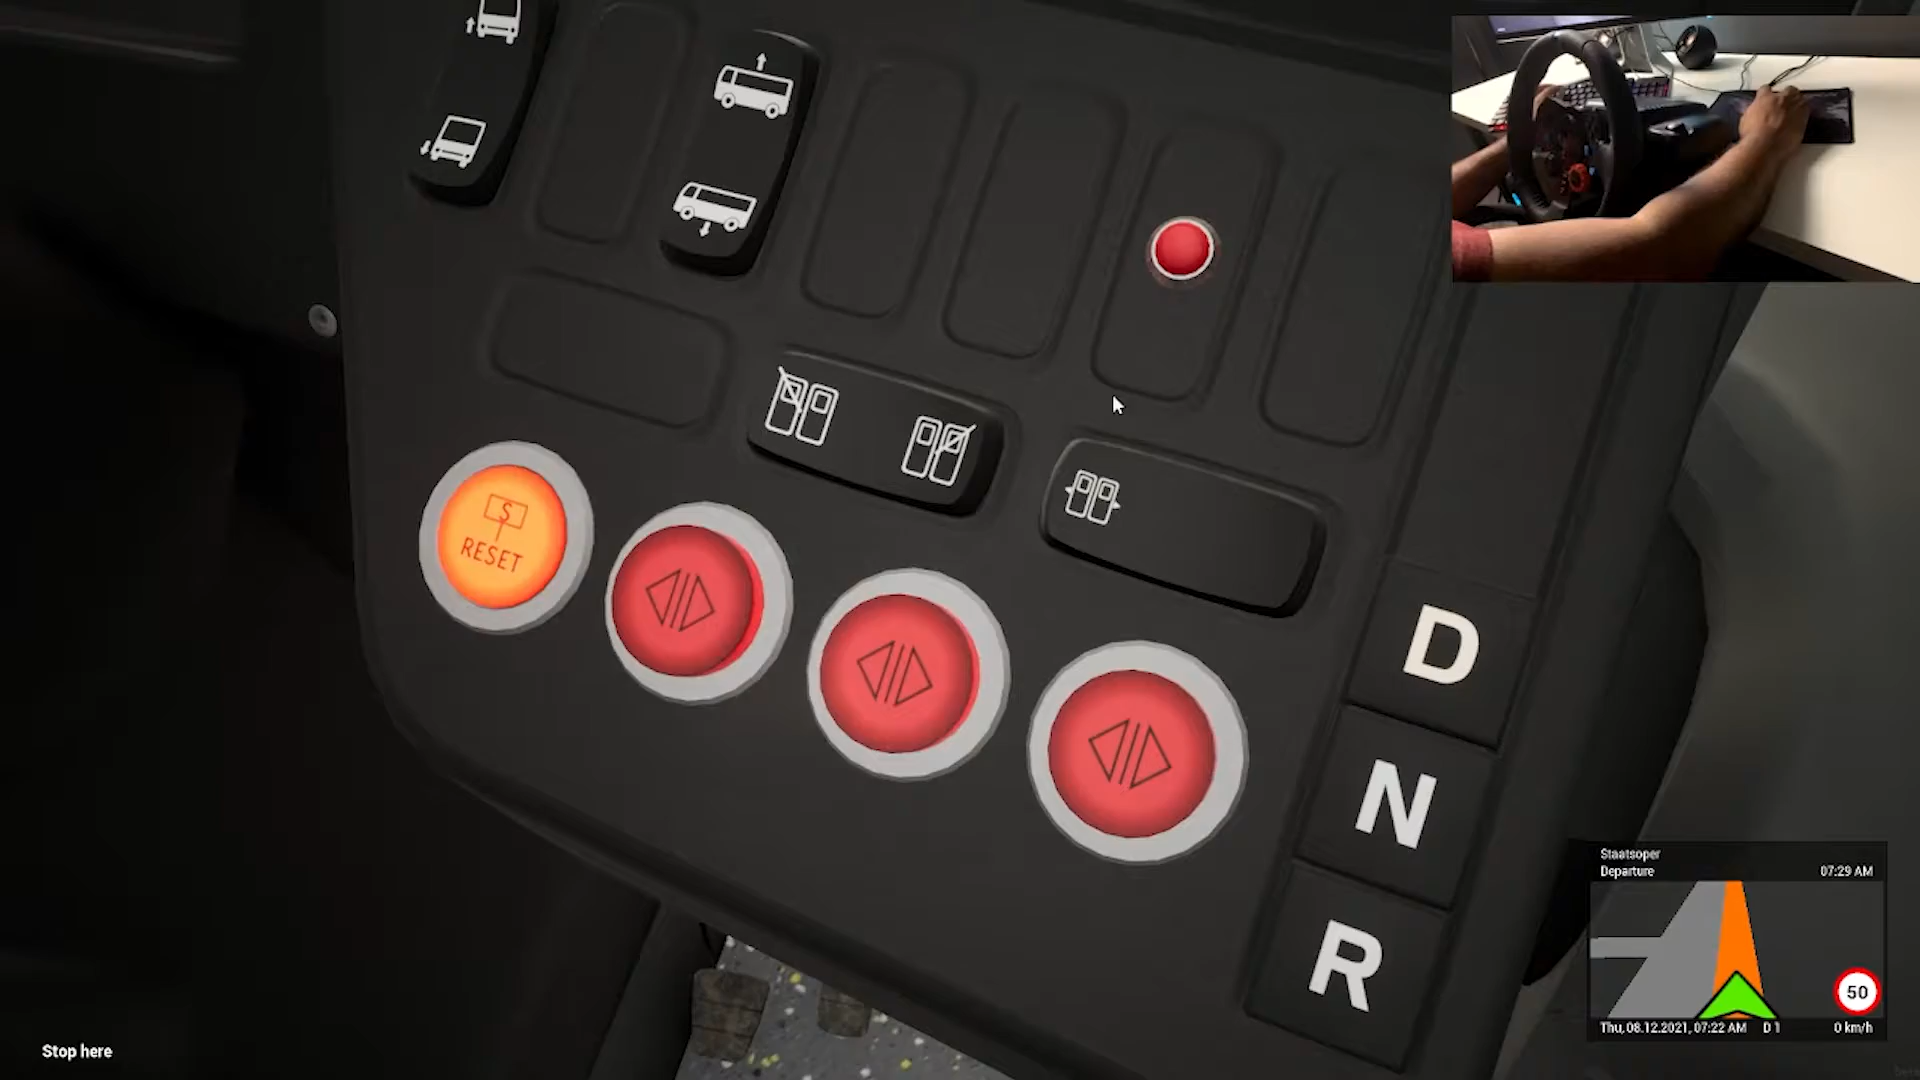 S
RESET
D
N
R
Staatsoper
Departure
07:29 AM
50
Thu, 08.12.2021, 07:22 AM
D 1
0 km/h
Stop here